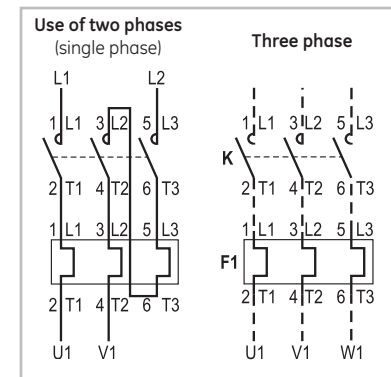 Use of two phases
(single phase)
Three phase
L1 L2
1 L1 3 L2 5 L3
1 L1 3 L2 5 L3
K
2 T1 4 T2 6 T3
2 T1 4 T2 6 T3
1 L1 3 L2 5 L3
1 L1 3 L2 5 L3
F1
2 T1 4 T2 6 T3
2 T1 4 T2 6 T3
U1 V1
U1 V1 W1